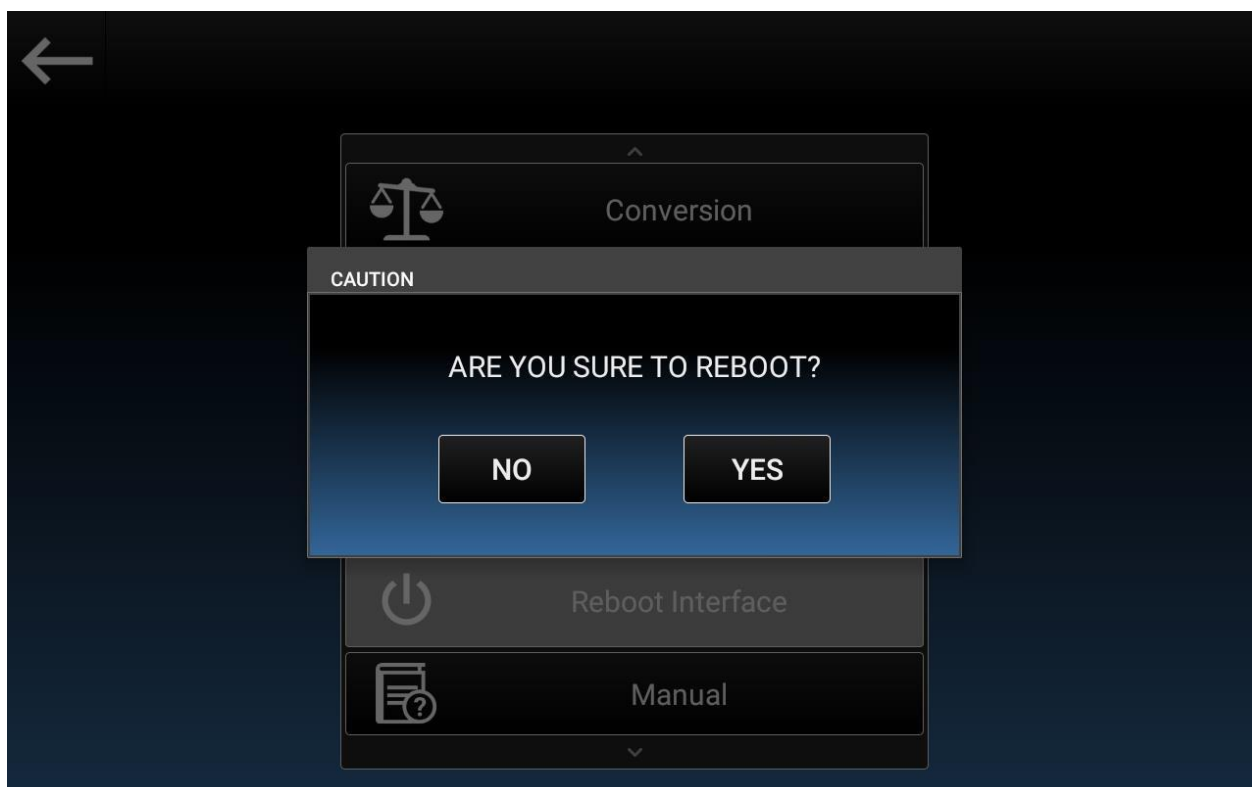 Conversion
CAUTION
ARE YOU SURE TO REBOOT?
NO YES
Reboot Interface
Manual